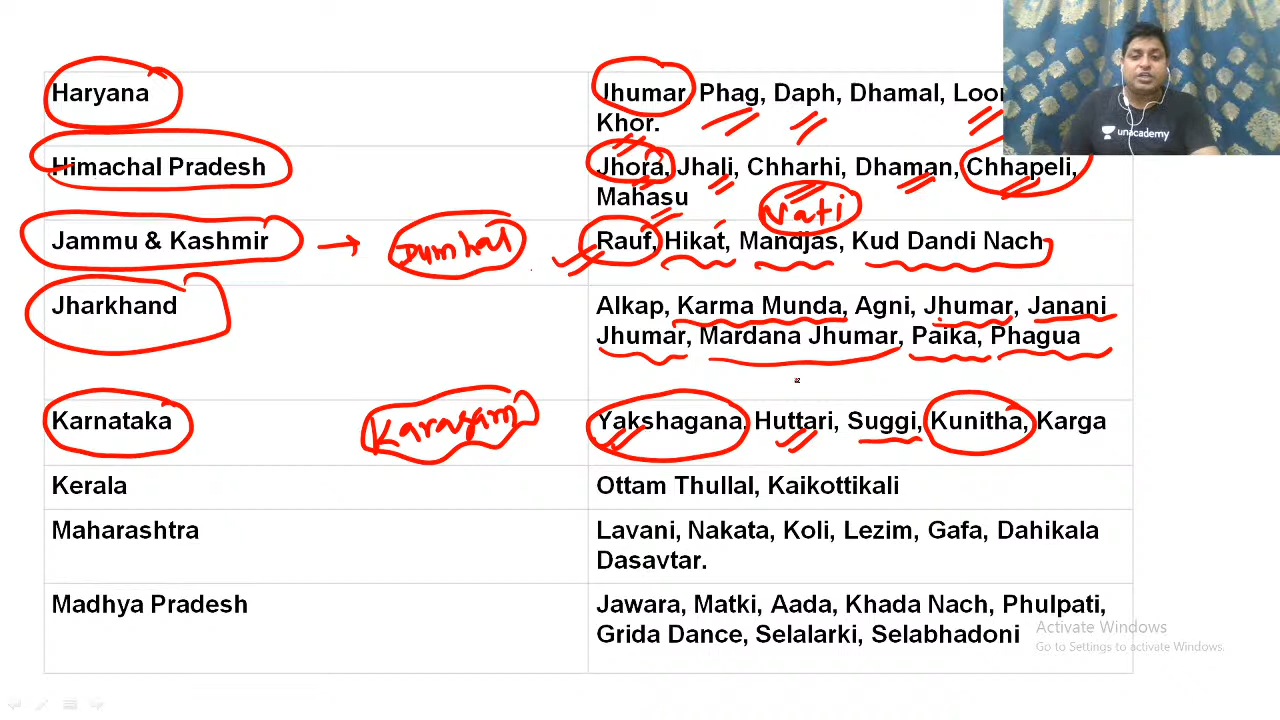 Haryana
Jhumar, Phag, Daph, Dhamal,
Khor.
unacademy
Himachal Pradesh
Jhora, Jhali, Chharhi, Dhaman, Chhapeli,
Mahasu
Nati
Jammu & Kashmir
Dumhal
Rauf, Hikat, Mandjas, Kud Dandi Nach
Jharkhand
Alkap, Karma Munda, Agni, Jhumar, Janani
Jhumar, Mardana Jhumar, Paika, Phagua
Karnataka
Karagam
Yakshagana, Huttari, Suggi, Kunitha, Karga
Kerala
Ottam Thullal, Kaikottikali
Maharashtra
Lavani, Nakata, Koli, Lezim, Gafa, Dahikala
Dasavtar.
Madhya Pradesh
Jawara, Matki, Aada, Khada Nach, Phulpati,
Grida Dance, Selalarki, Selabhadoni
Activate Windows
Go to Settings to activate Windows.